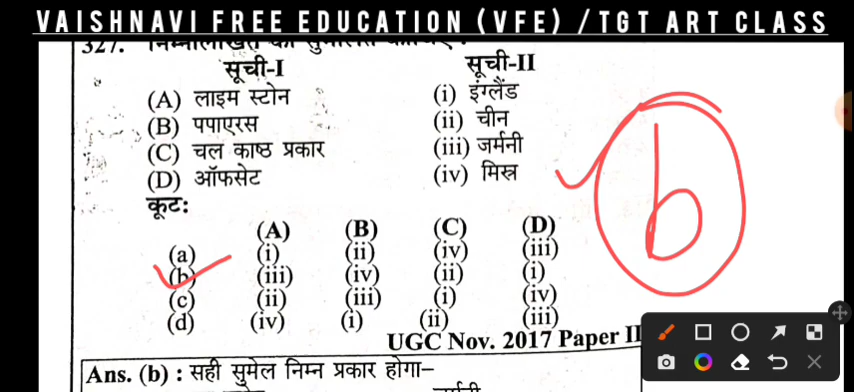 VAISHNAVI FREE EDUCATION (VFE) / TGT ART CLASS
327.
सूची-I सूची-II
(A) लाइम स्टोन (i) इंग्लैंड
(B) पपाएरस (ii) चीन
(C) चल काष्ठ प्रकार (iii) जर्मनी
(D) ऑफसेट (iv) मिस्र
कूटः
(A) (B) (C) (D)
(a) (i) (ii) (iv) (iii)
(b) (iii) (iv) (ii) (i)
(c) (ii) (iii) (i) (iv)
(d) (iv) (i) (ii) (iii)
b
UGC Nov. 2017 Paper II
Ans. (b) : सही सुमेल निम्न प्रकार होगा–